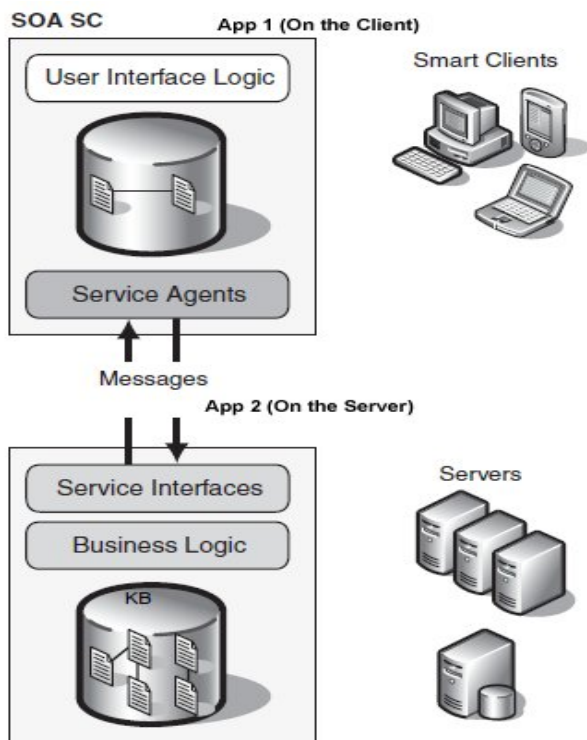 SOA SC
App 1 (On the Client)
User Interface Logic
Smart Clients
Service Agents
Messages
App 2 (On the Server)
Service Interfaces
Servers
Business Logic
KB